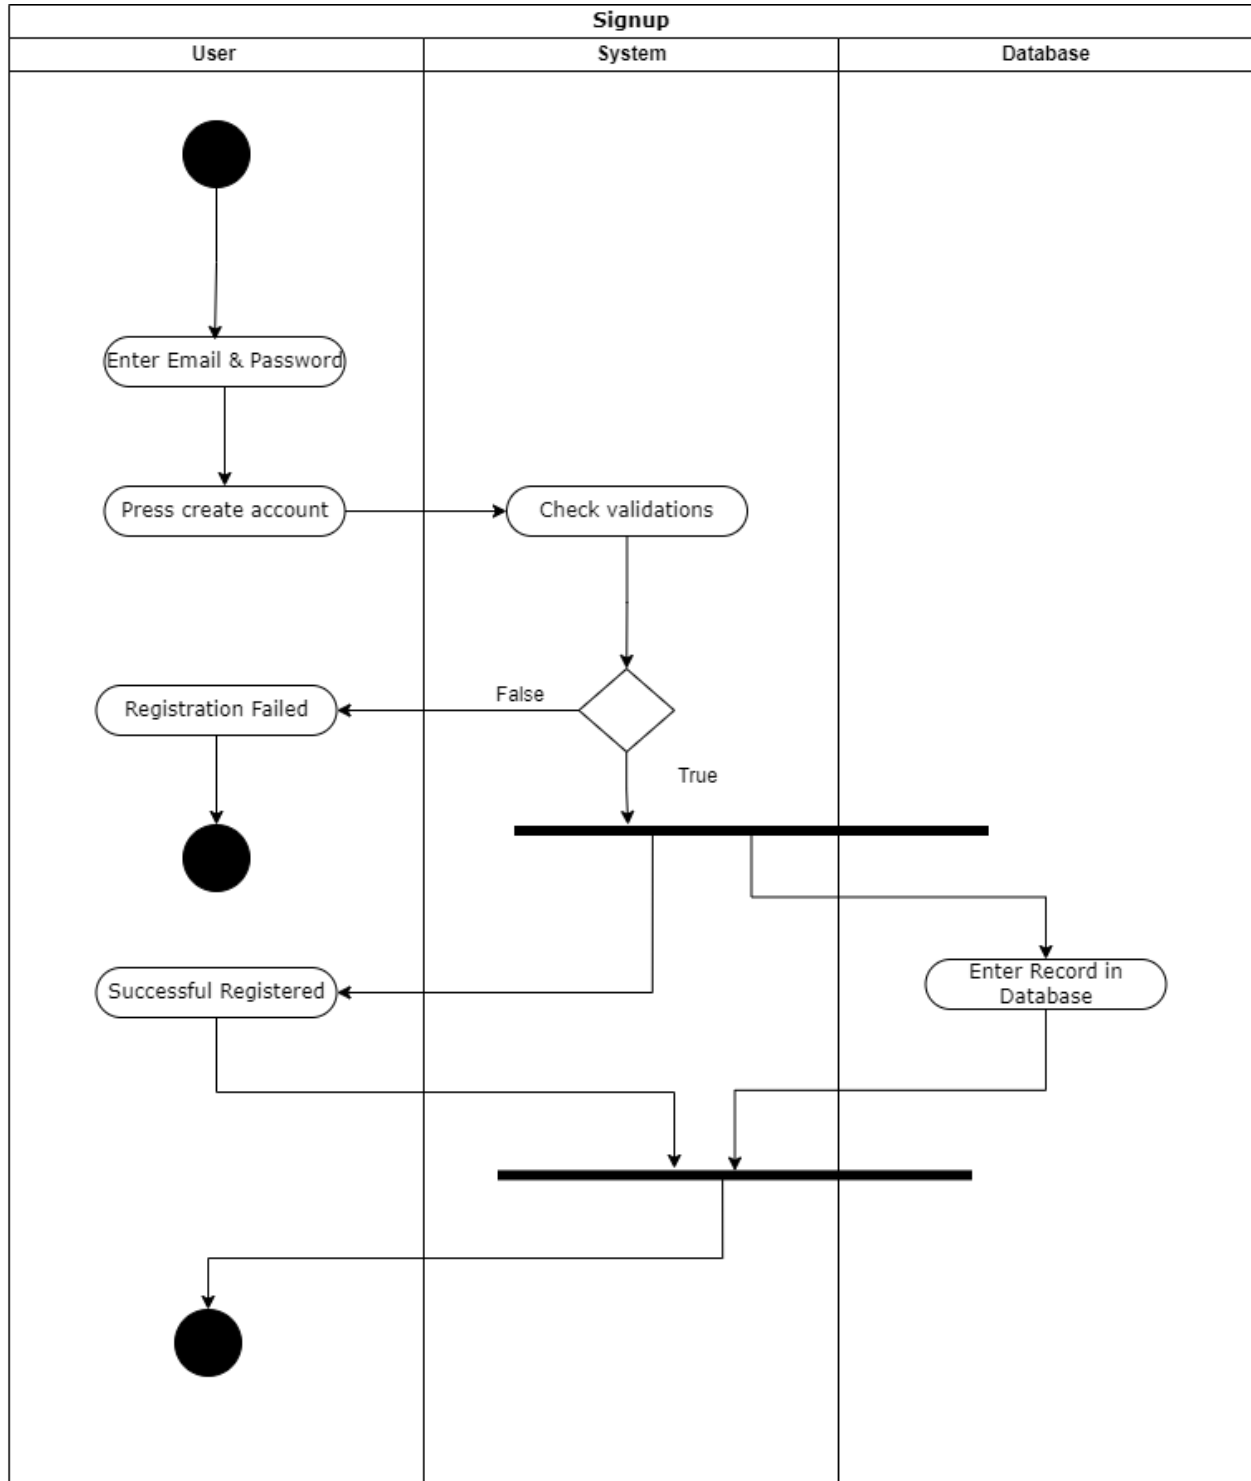 Signup
User
System
Database
Enter Email & Password
Press create account
Check validations
False
Registration Failed
True
Successful Registered
Enter Record in
Database